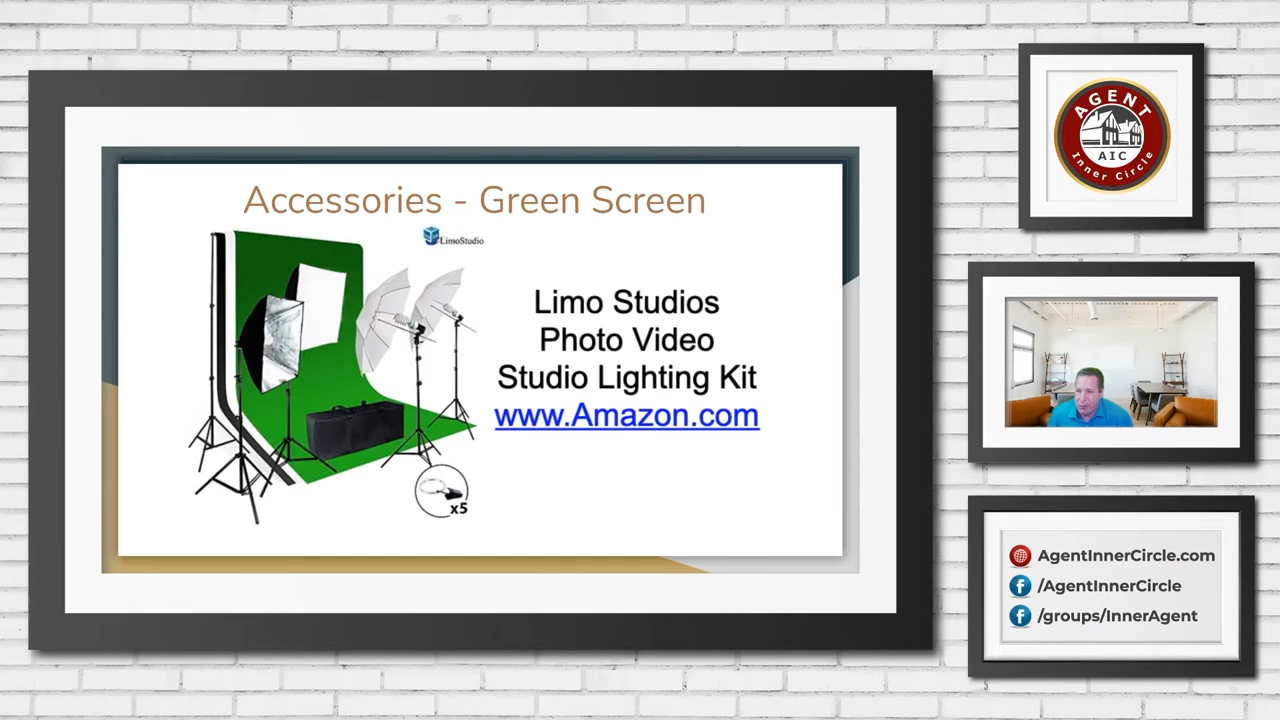 Accessories - Green Screen
LimoStudio
Limo Studios
Photo Video
Studio Lighting Kit
www.Amazon.com
x5
AGENT
AIC
Inner Circle
AgentInnerCircle.com
/AgentInnerCircle
/groups/InnerAgent